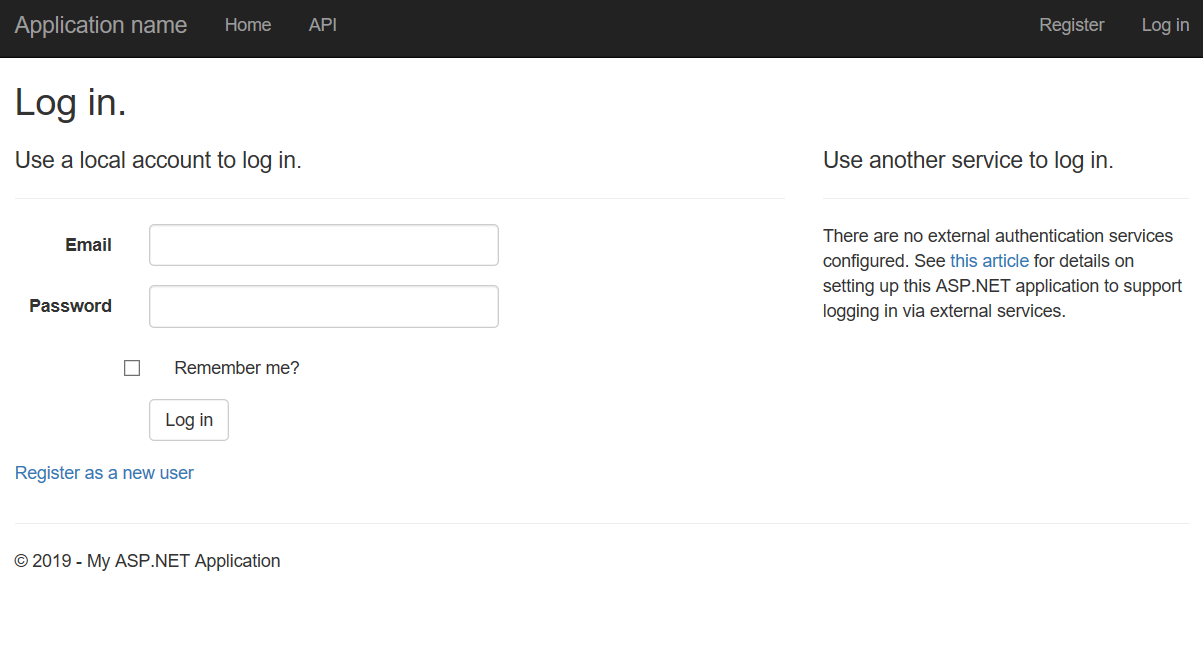 Application name Home API Register Log in
Log in.
Use a local account to log in.
Email
Password
Remember me?
Log in
Register as a new user
Use another service to log in.
There are no external authentication services
configured. See this article for details on
setting up this ASP.NET application to support
logging in via external services.
© 2019 - My ASP.NET Application